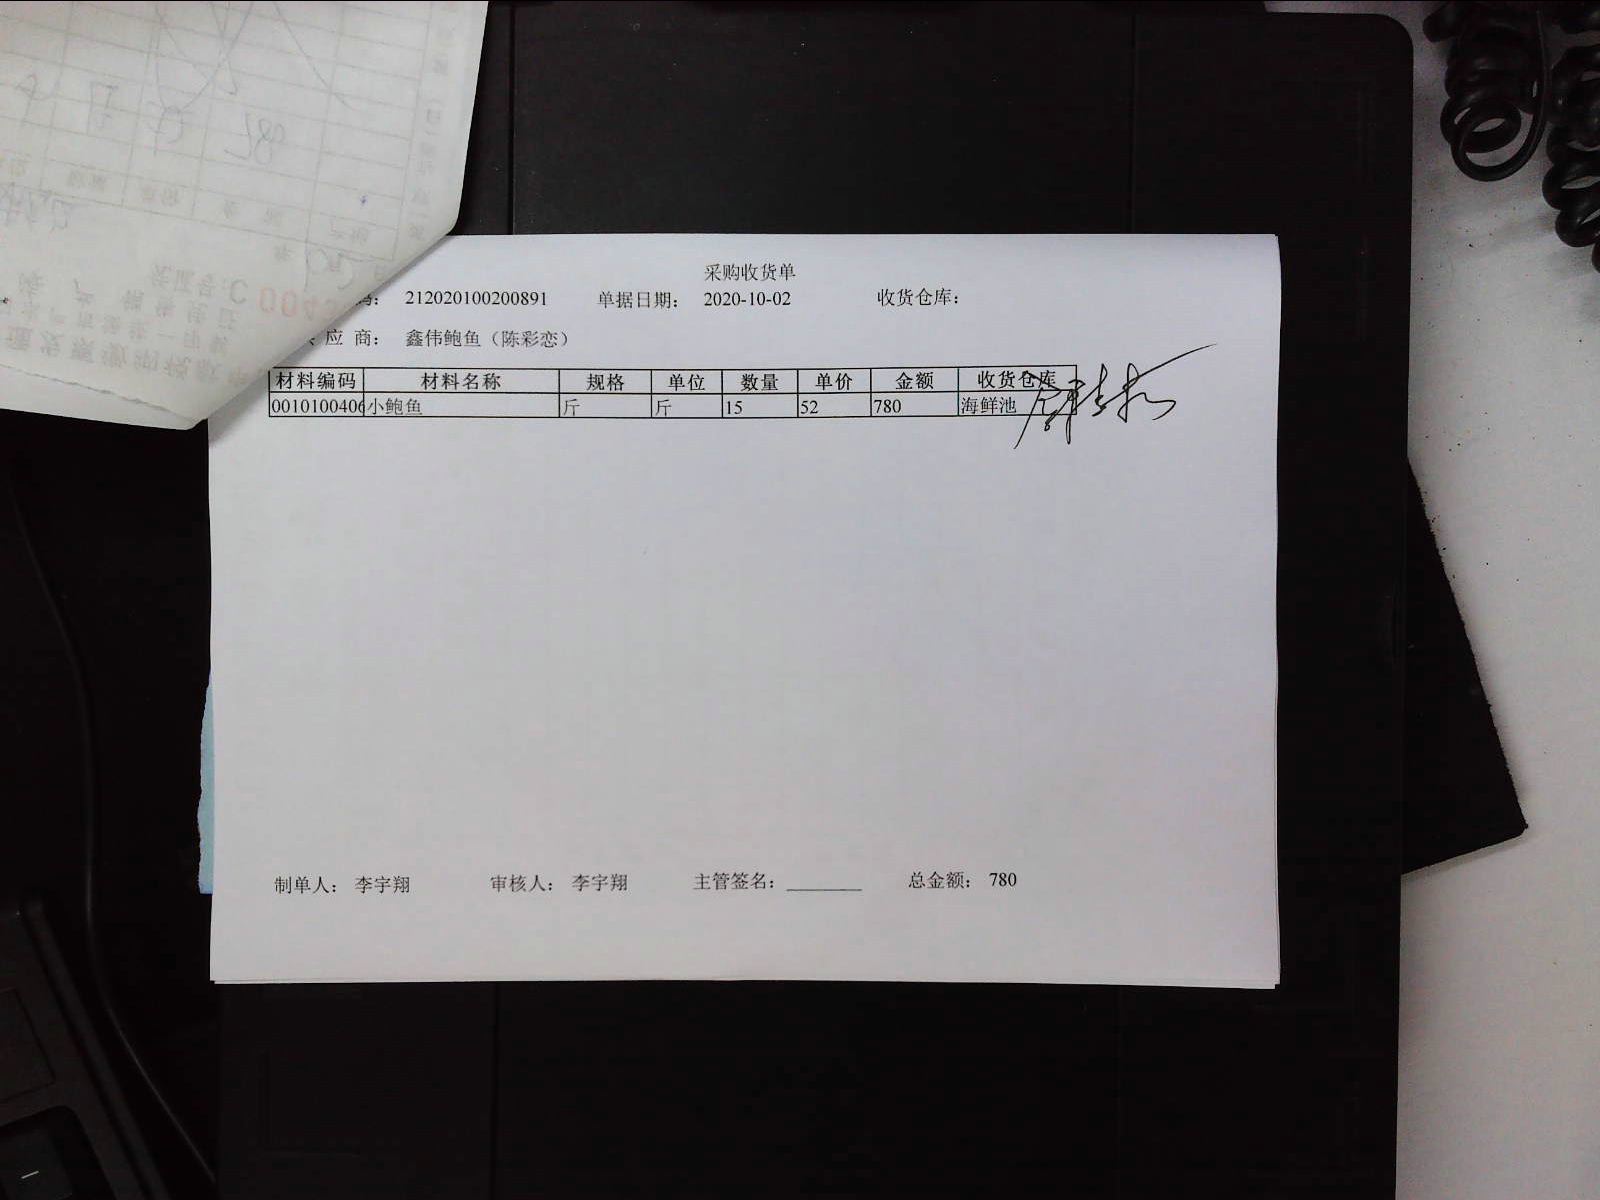 采购收货单
码： 212020100200891 单据日期： 2020-10-02 收货仓库：
应 商： 鑫伟鲍鱼（陈彩恋）
材料编码 材料名称 规格 单位 数量 单价 金额 收货仓库
0010100406 小鲍鱼 斤 斤 15 52 780 海鲜池
制单人： 李宇翔 审核人： 李宇翔 主管签名：________ 总金额： 780